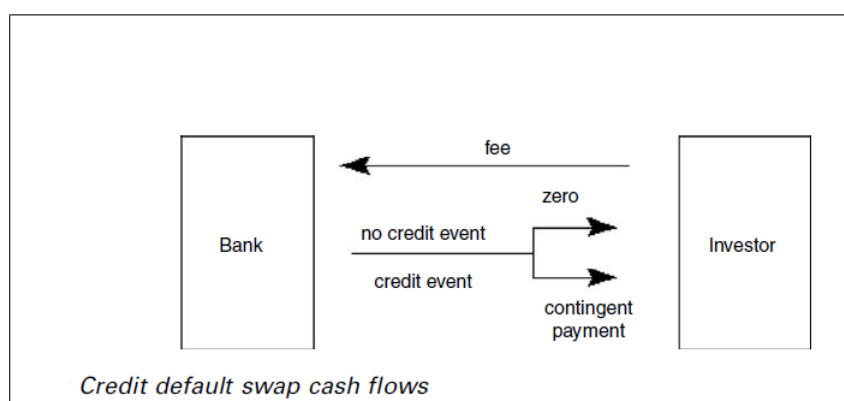 fee
zero
no credit event
Bank
Investor
credit event
contingent
payment
Credit default swap cash flows